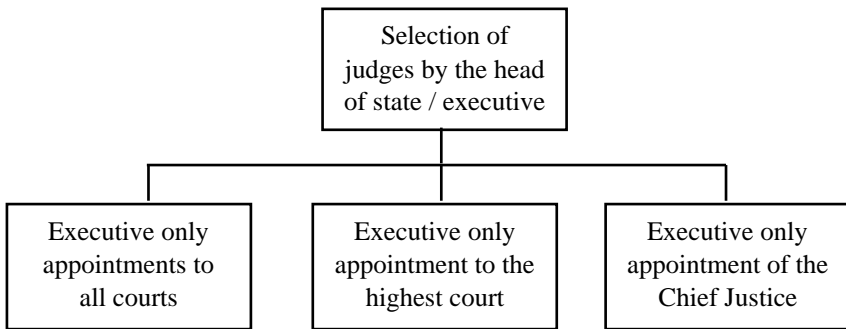 Selection of
judges by the head
of state / executive
Executive only
appointments to
all courts
Executive only
appointment to the
highest court
Executive only
appointment of the
Chief Justice